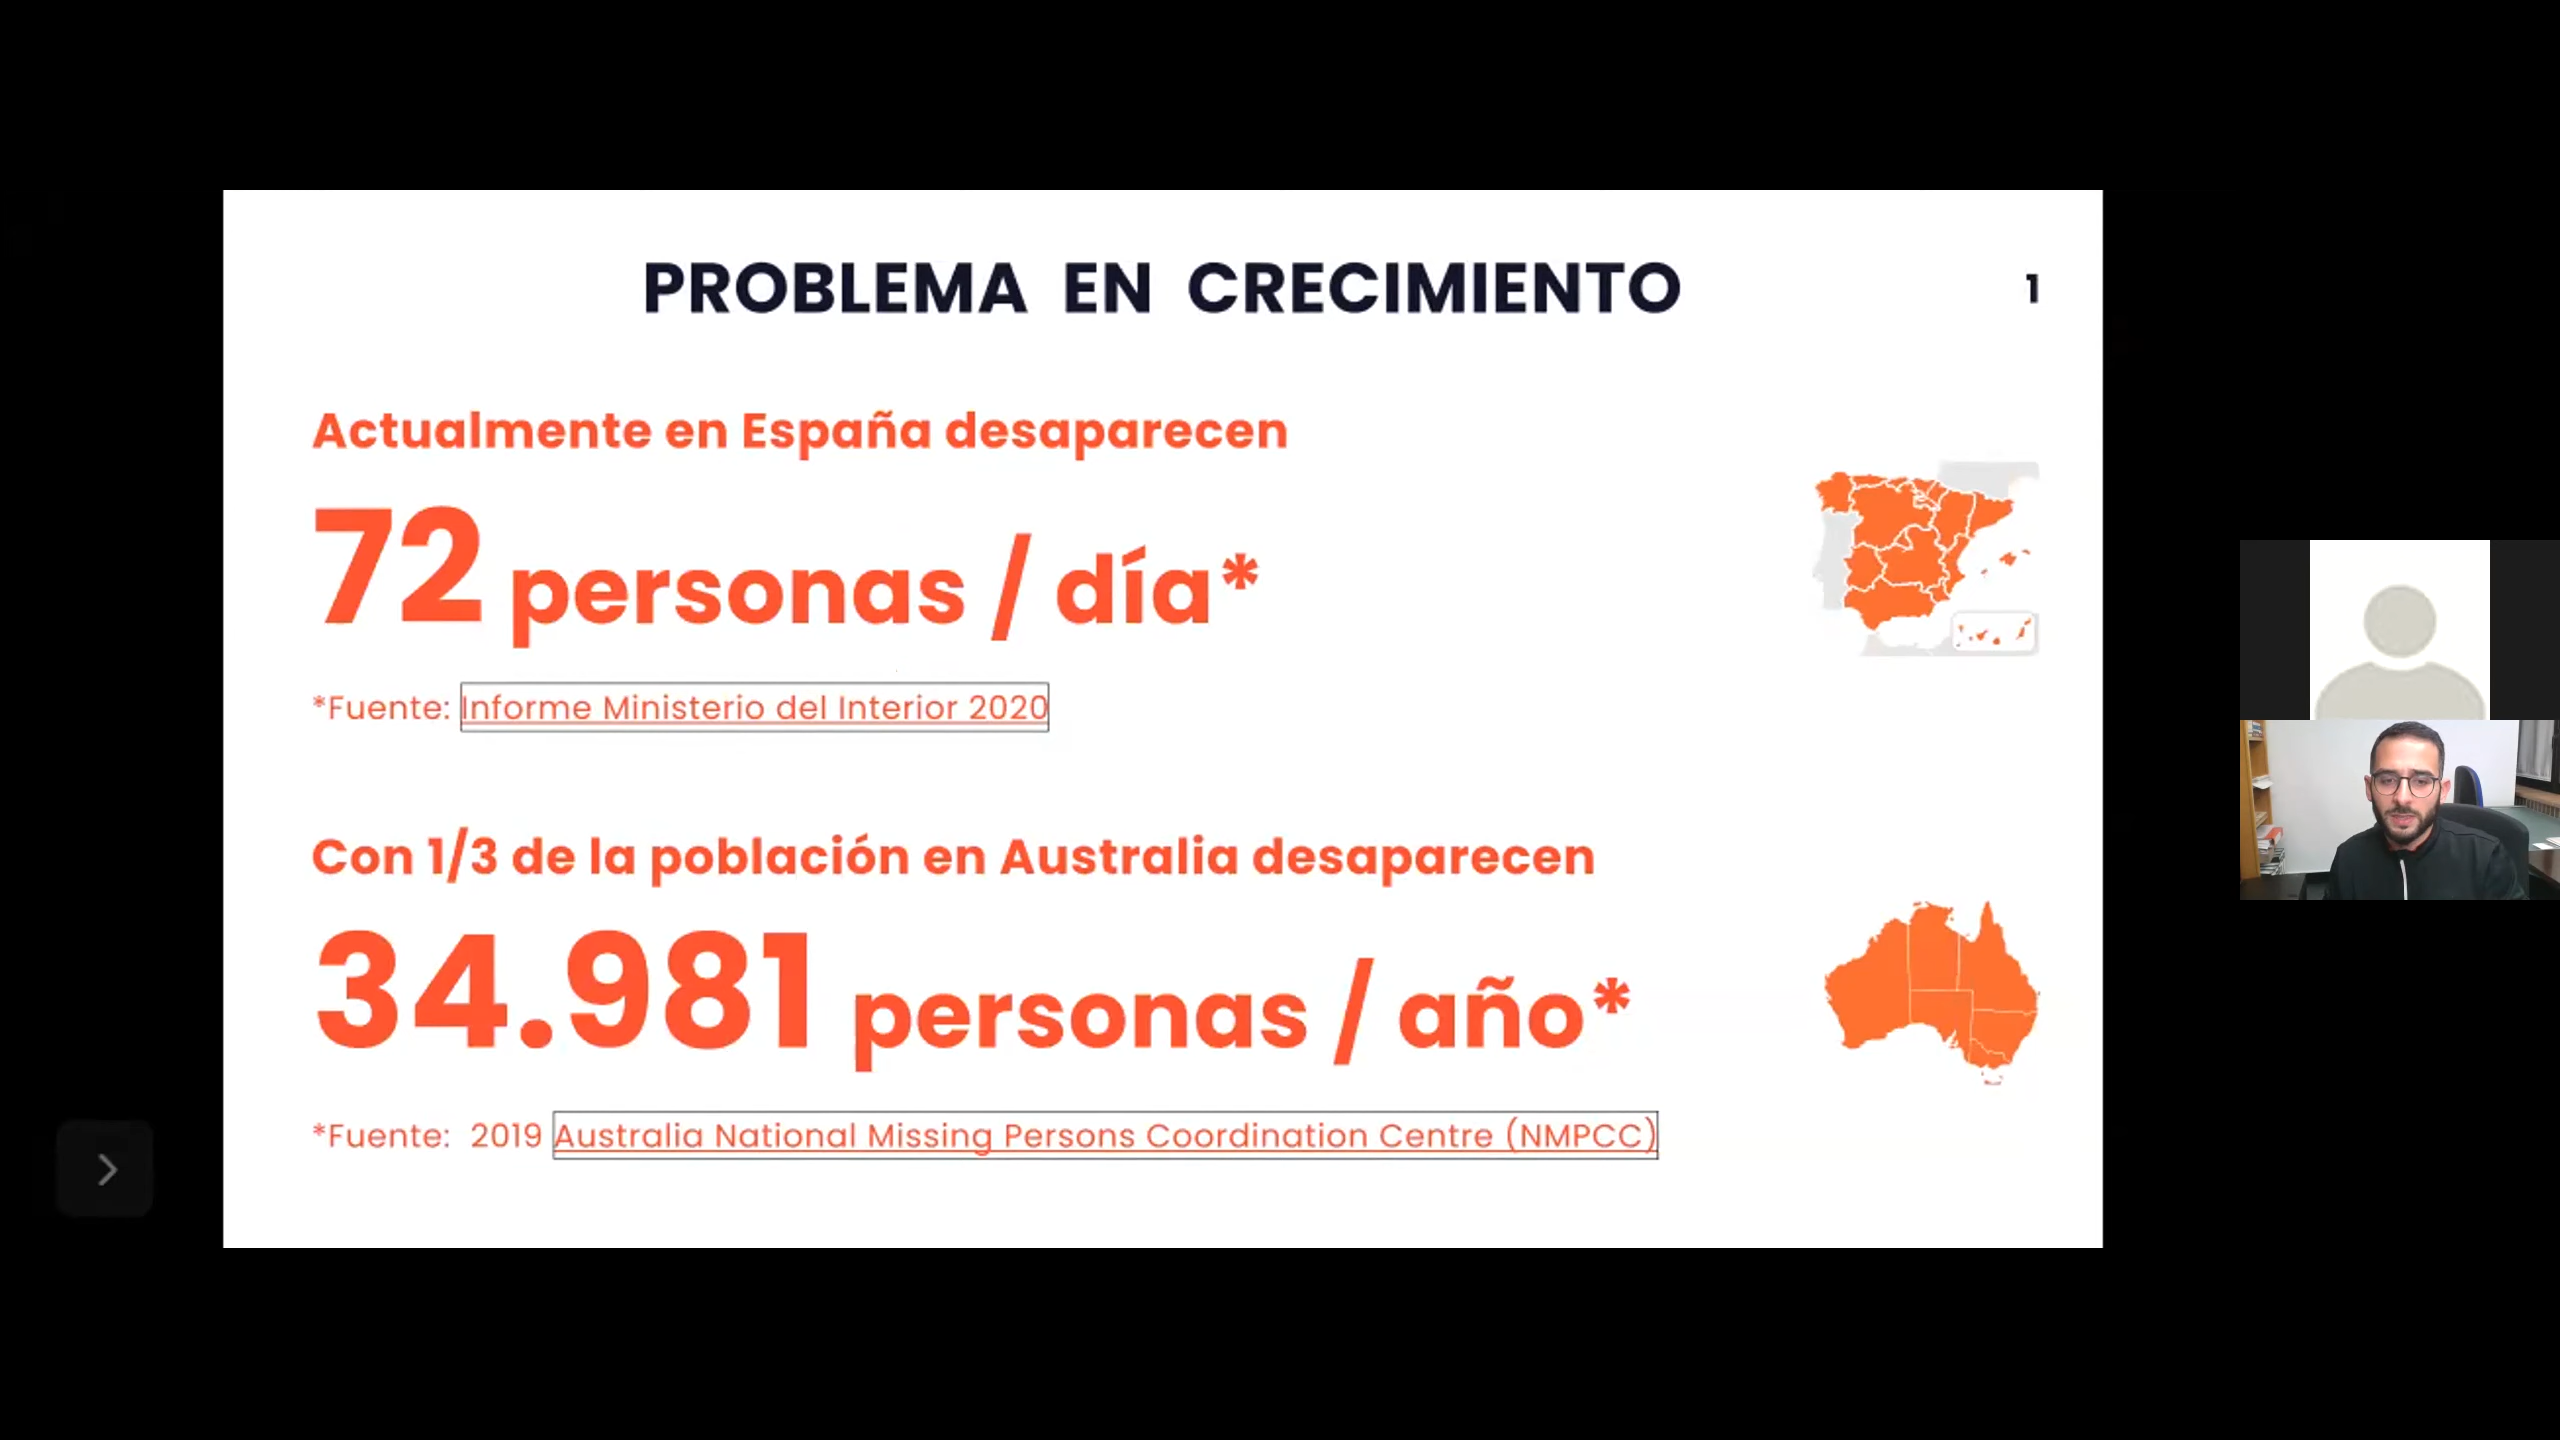 PROBLEMA EN CRECIMIENTO
1
Actualmente en España desaparecen
72 personas / día*
*Fuente: Informe Ministerio del Interior 2020
Con 1/3 de la población en Australia desaparecen
34.981 personas / año*
*Fuente: 2019 Australia National Missing Persons Coordination Centre (NMPCC)